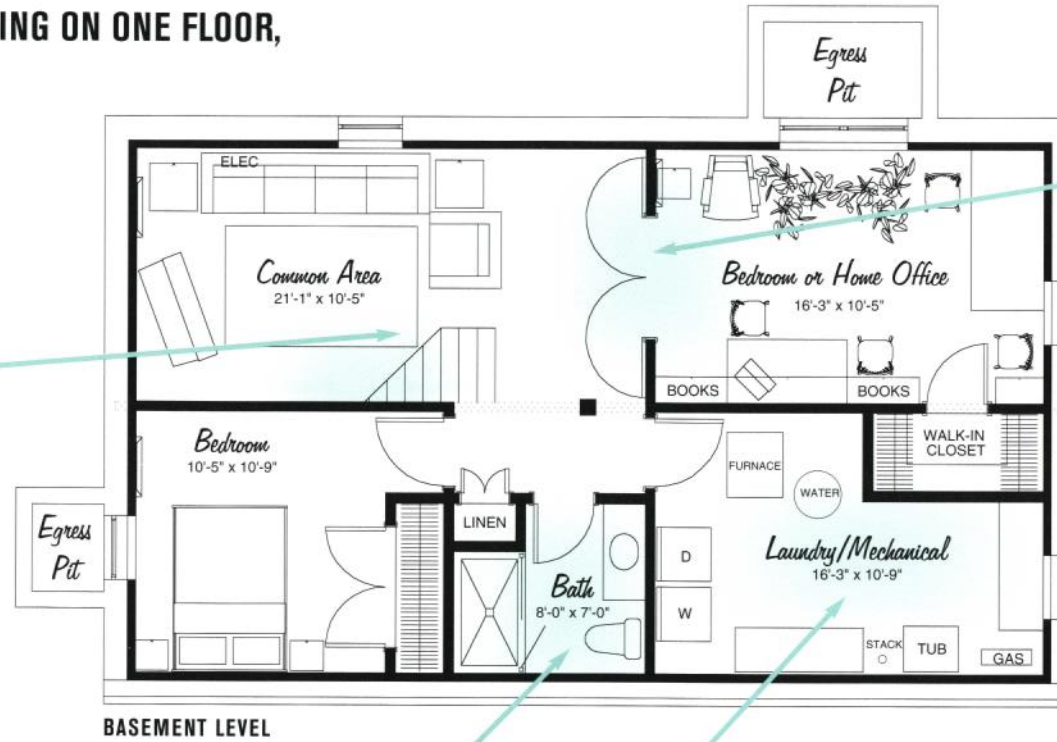 ING ON ONE FLOOR,
Egress
Pit
ELEC
Common Area
21'-1" x 10'-5"
Bedroom or Home Office
16'-3" x 10'-5"
BOOKS
BOOKS
WALK-IN
CLOSET
Bedroom
10'-5" x 10'-9"
FURNACE
WATER
Egress
Pit
LINEN
D
W
Bath
8'-0" x 7'-0"
Laundry/Mechanical
16'-3" x 10'-9"
STACK
TUB
GAS
BASEMENT LEVEL